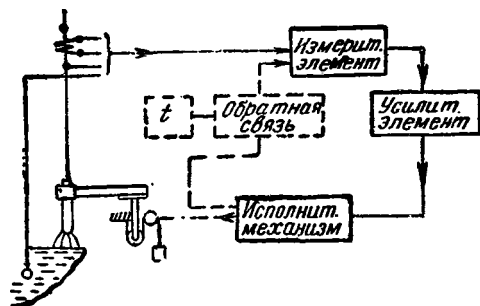 Измерит.
элемент
Усилит.
элемент
t
Обратная
связь
Исполнит.
механизм